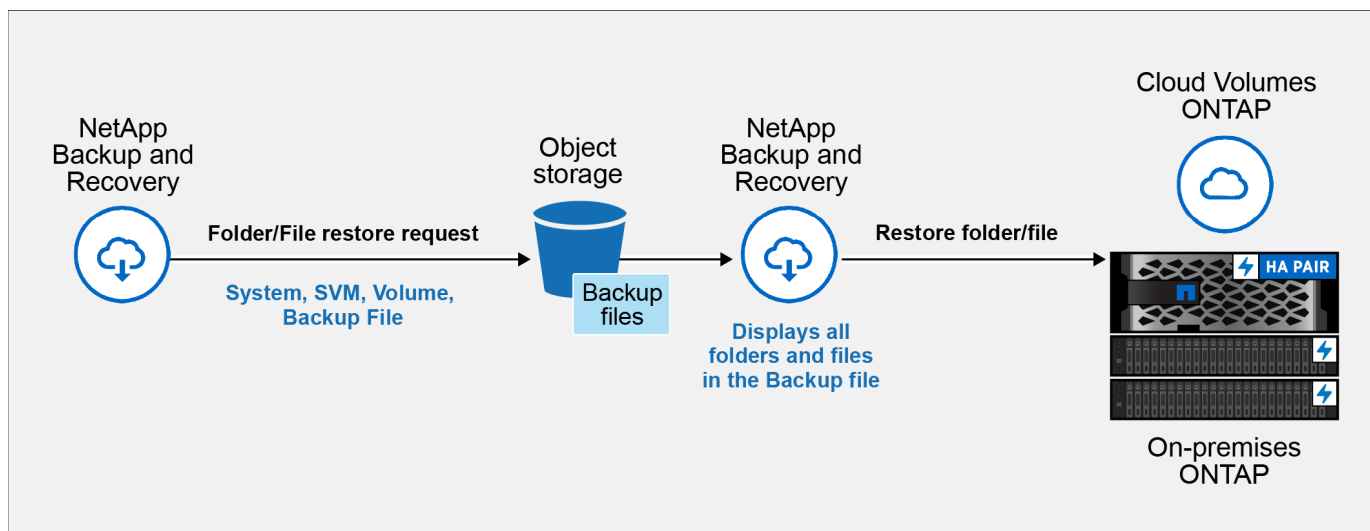 NetApp
Backup and
Recovery
Folder/File restore request
System, SVM, Volume,
Backup File
Object
storage
Backup
files
NetApp
Backup and
Recovery
Displays all
folders and files
in the Backup file
Restore folder/file
Cloud Volumes
ONTAP
HA PAIR
On-premises
ONTAP